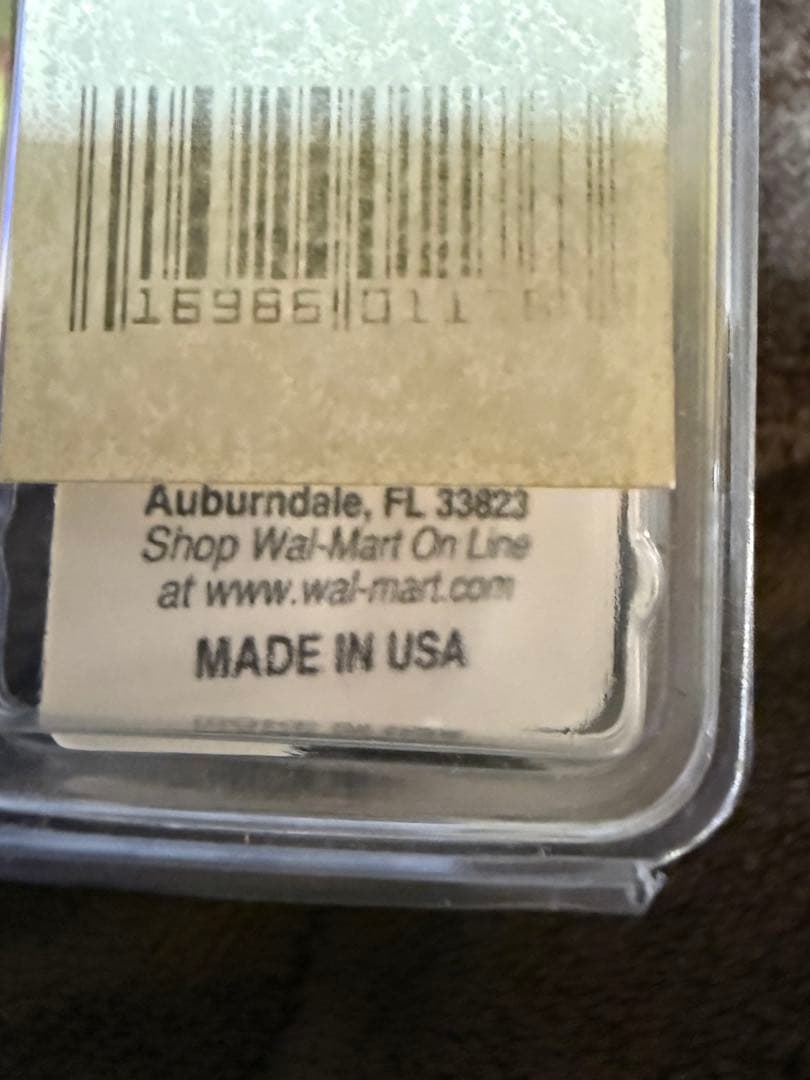 16986 011
Auburndale, FL 33823
Shop Wal-Mart On Line
at www.wal-mart.com
MADE IN USA